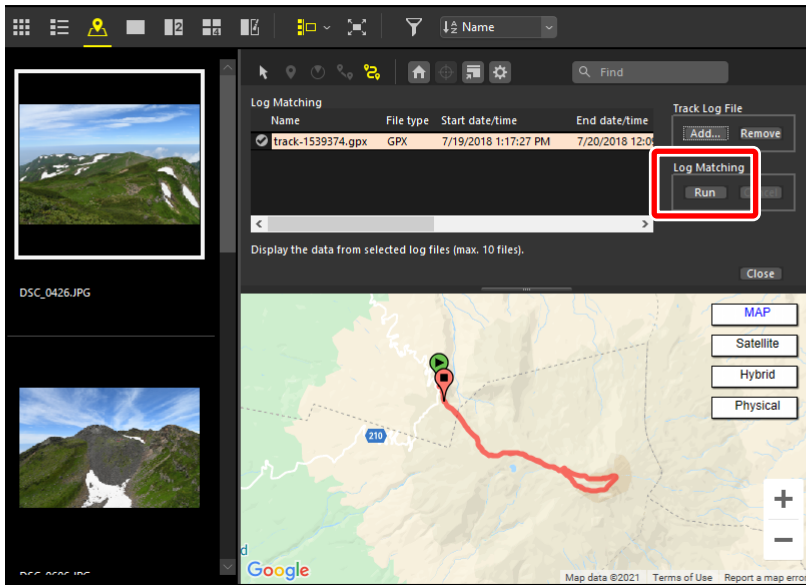 2
4
Name
Find
Log Matching
Name File type Start date/time End date/time
track-1539374.gpx GPX 7/19/2018 1:17:27 PM 7/20/2018 12:0
Display the data from selected log files (max. 10 files).
Track Log File
Add... Remove
Log Matching
Run
Close
DSC_0426.JPG
MAP
Satellite
Hybrid
Physical
210
d
Google
Map data ©2021 Terms of Use Report a map error